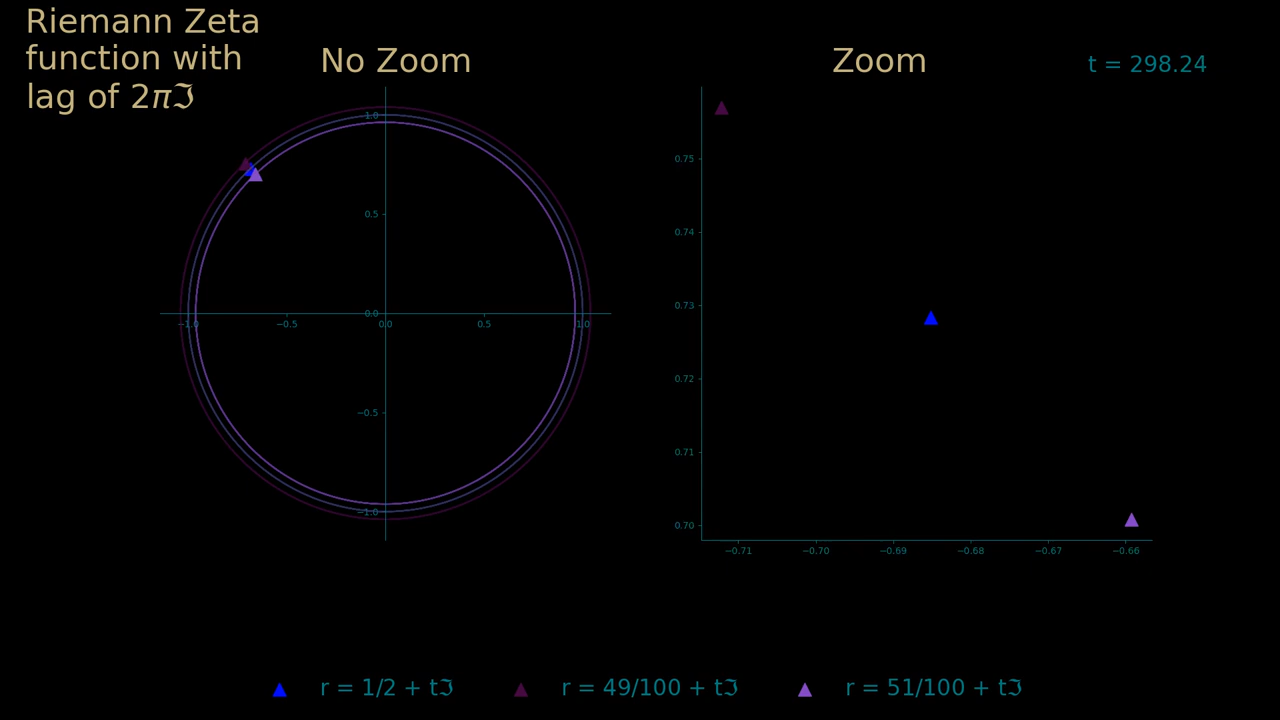 Riemann Zeta
function with
lag of 2πℑ
No Zoom
Zoom
t = 298.24
1.0
0.5
0.0
−0.5
−1.0
−1.0
−0.5
0.0
0.5
1.0
0.75
0.74
0.73
0.72
0.71
0.70
−0.71
−0.70
−0.69
−0.68
−0.67
−0.66
r = 1/2 + tℑ
r = 49/100 + tℑ
r = 51/100 + tℑ